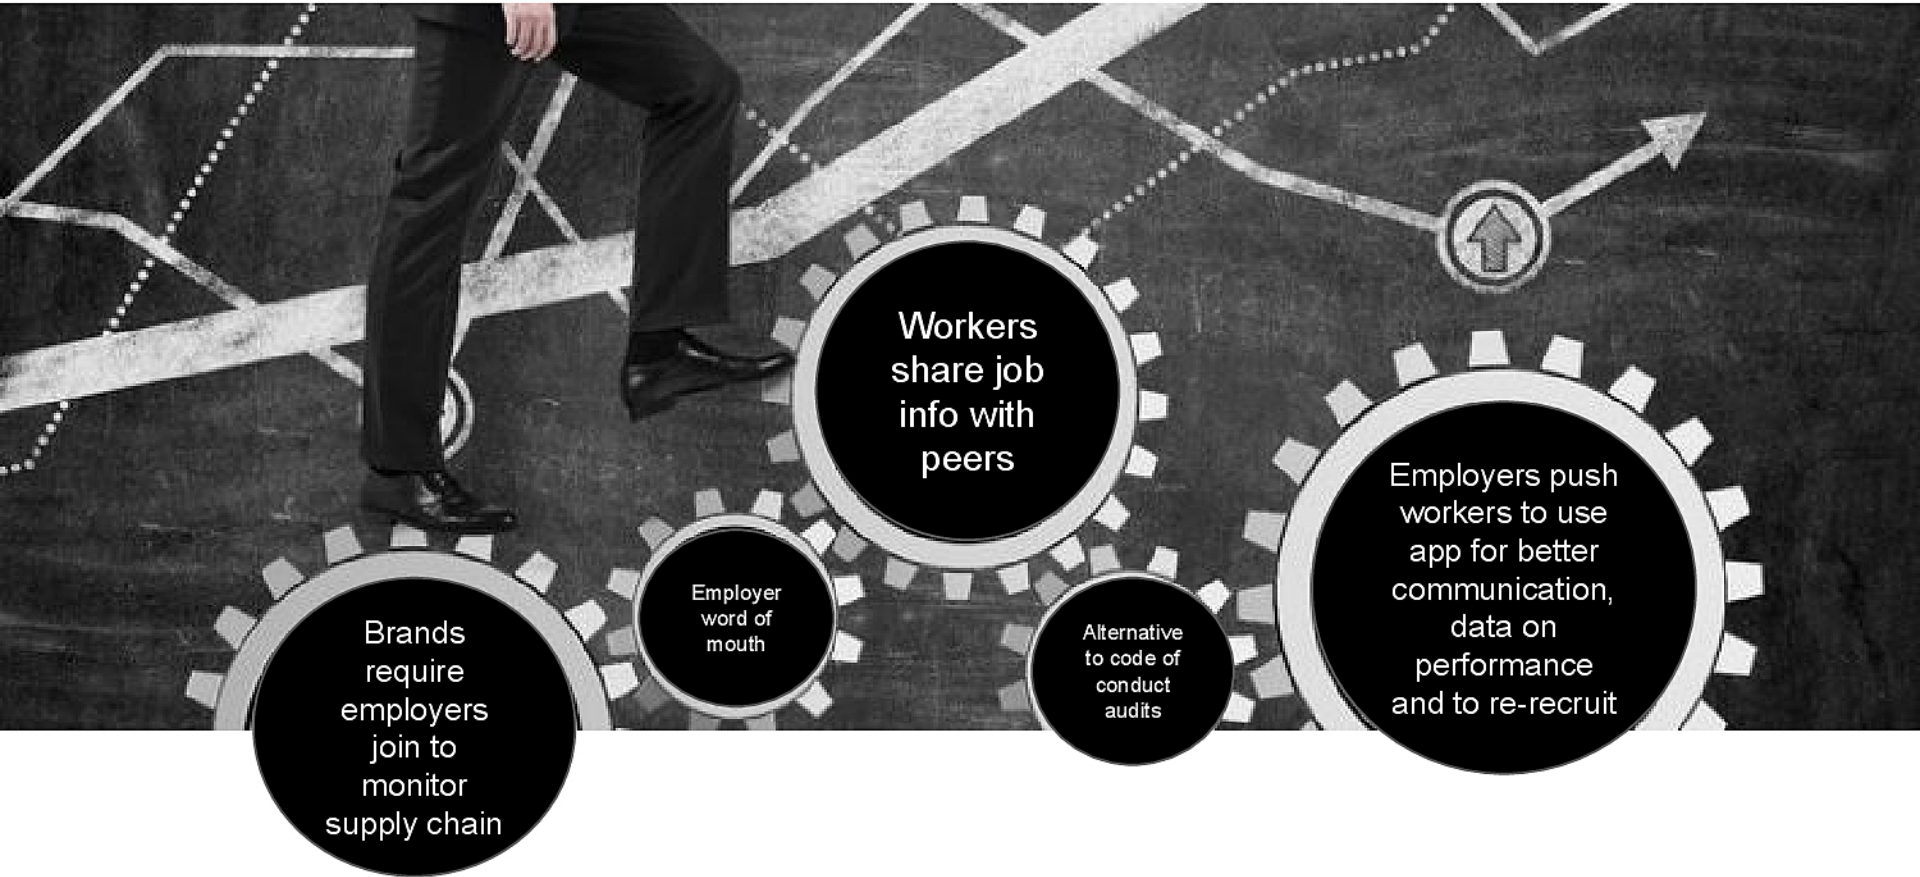 Brands
require
employers
join to
monitor
supply chain
Employer
word of
mouth
Workers
share job
info with
peers
Alternative
to code of
conduct
audits
Employers push
workers to use
app for better
communication,
data on
performance
and to re-recruit